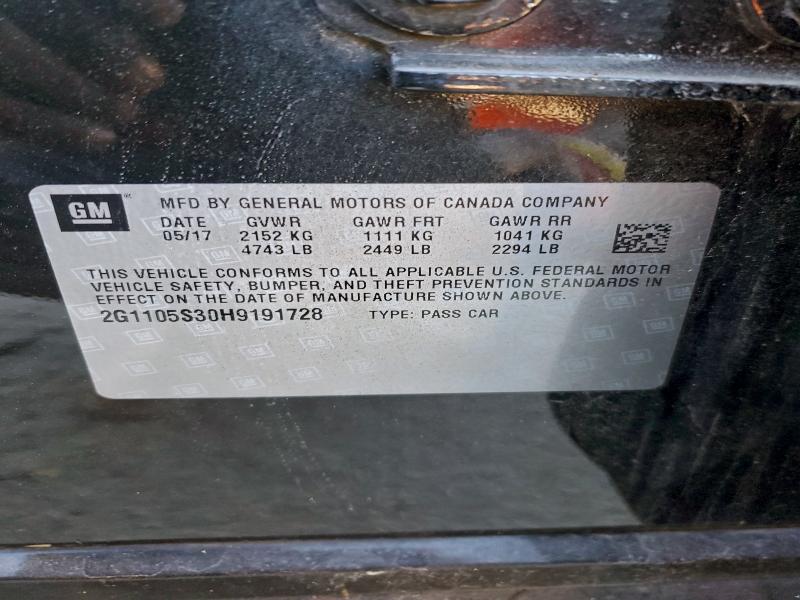 GM
MFD BY GENERAL MOTORS OF CANADA COMPANY
DATE GVWR GAWR FRT GAWR RR
05/17 2152 KG 1111 KG 1041 KG
4743 LB 2449 LB 2294 LB
THIS VEHICLE CONFORMS TO ALL APPLICABLE U.S. FEDERAL MOTOR
VEHICLE SAFETY, BUMPER, AND THEFT PREVENTION STANDARDS IN
EFFECT ON THE DATE OF MANUFACTURE SHOWN ABOVE.
2G1105S30H9191728 TYPE: PASS CAR